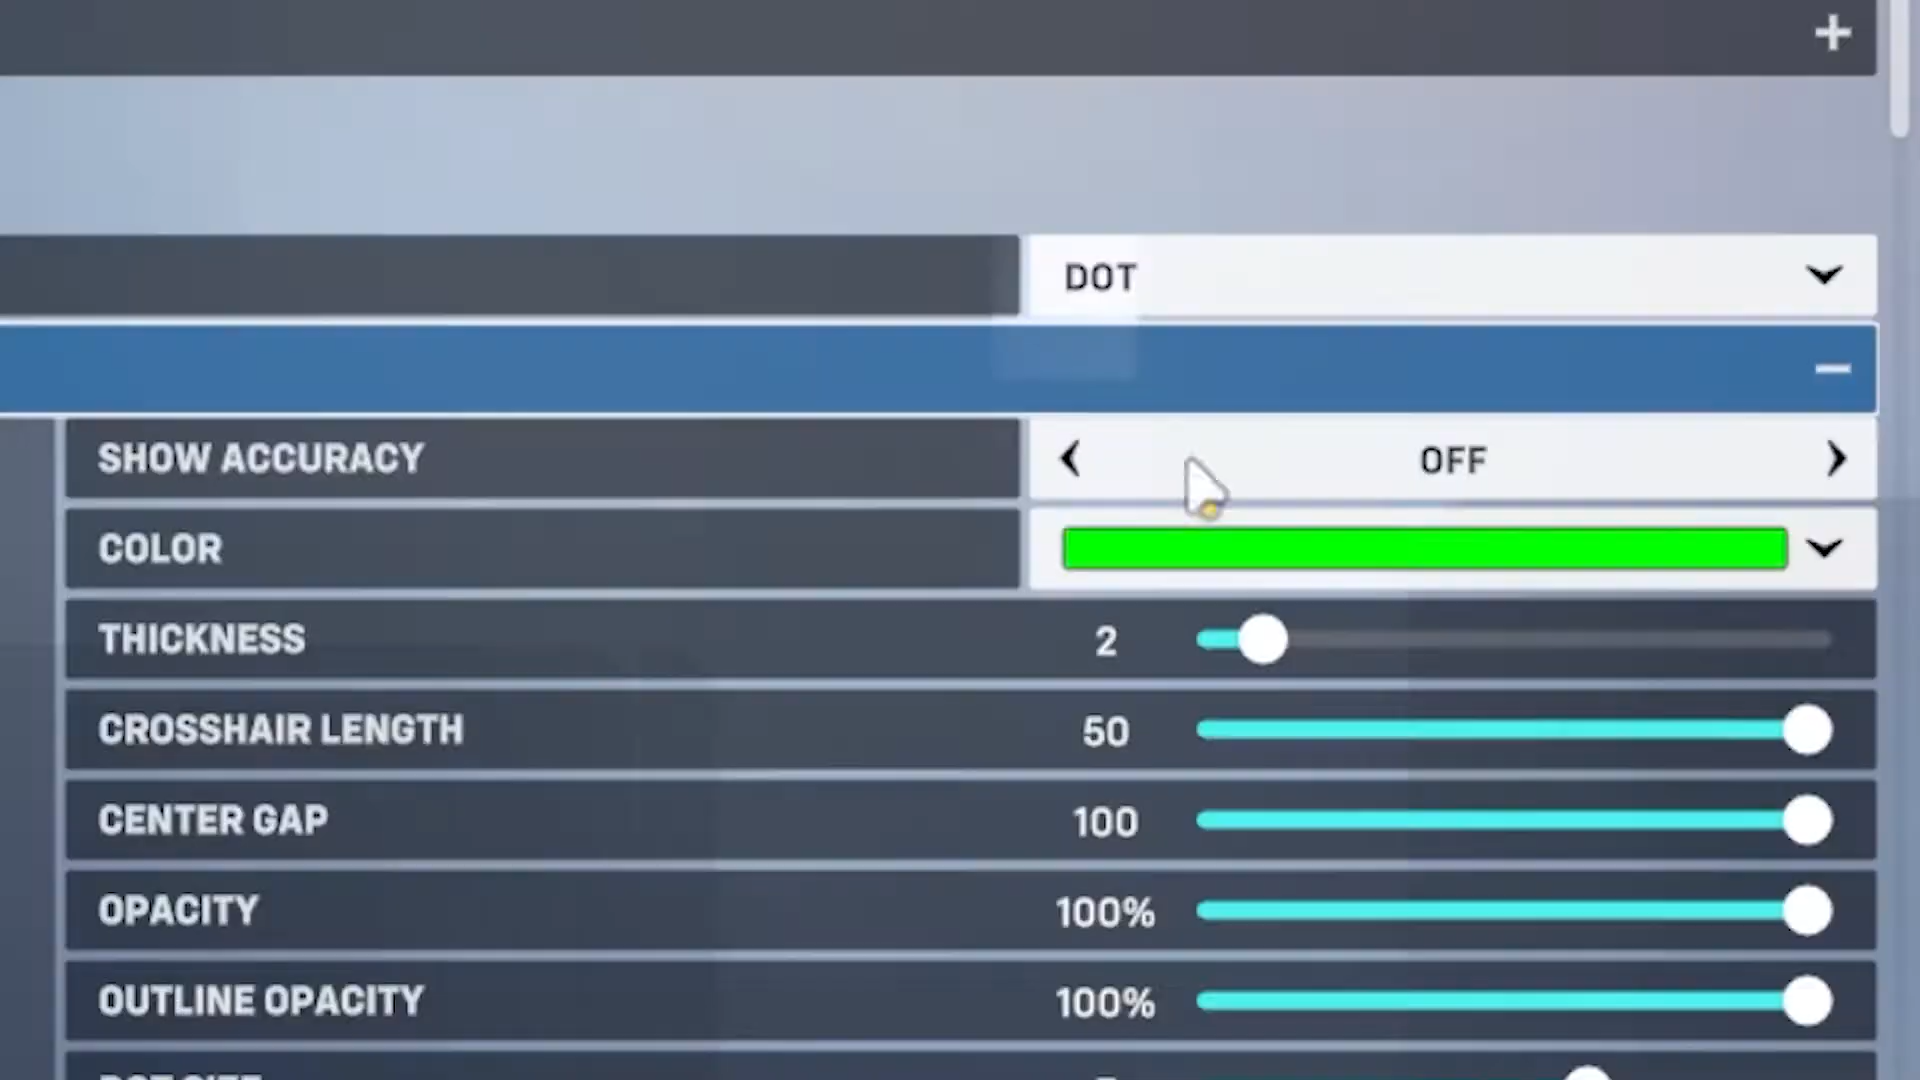 DOT
SHOW ACCURACY OFF
COLOR
THICKNESS 2
CROSSHAIR LENGTH 50
CENTER GAP 100
OPACITY 100%
OUTLINE OPACITY 100%